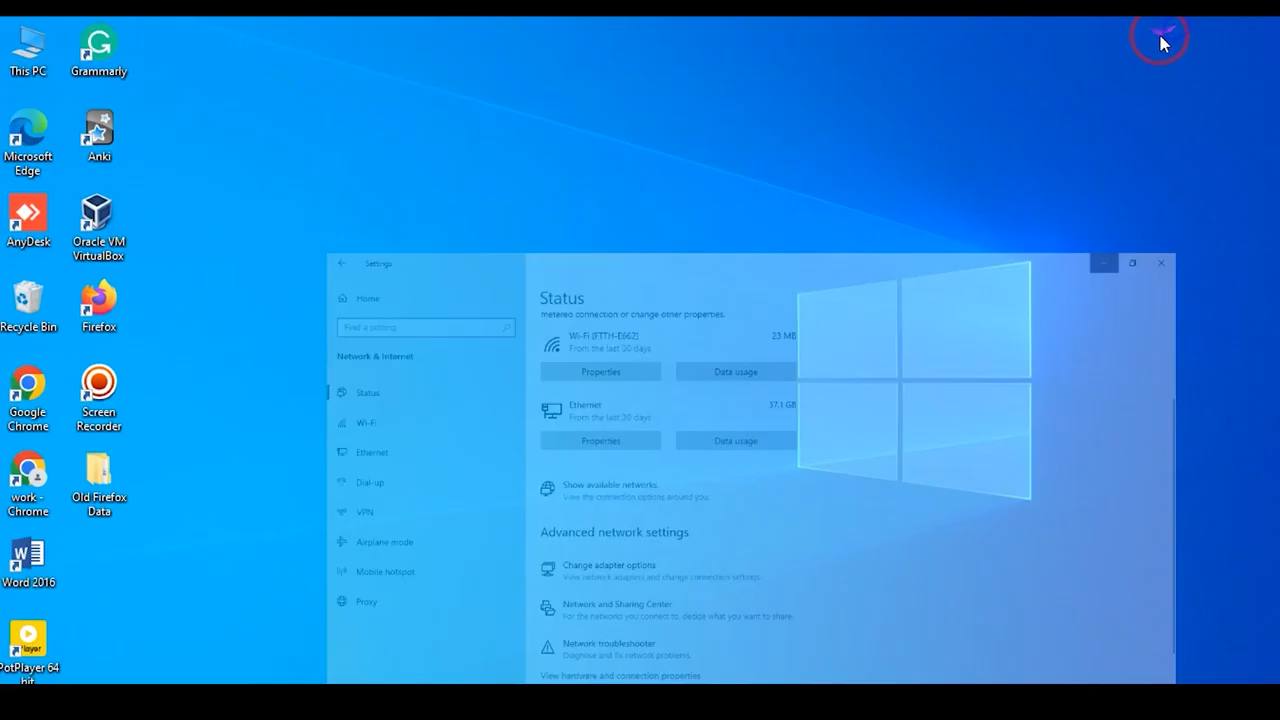 This PC
Grammarly
Microsoft
Edge
Anki
AnyDesk
Oracle VM
VirtualBox
Recycle Bin
Firefox
Google
Chrome
Screen
Recorder
work -
Chrome
Old Firefox
Data
Word 2016
Player
PotPlayer 64
bit
Settings
Home
Find a setting
Network & Internet
Status
Wi-Fi
Ethernet
Dial-up
VPN
Airplane mode
Mobile hotspot
Proxy
Status
metered connection or change other properties.
Wi-Fi (FTTH-E662)
23 MB
From the last 30 days
Properties
Data usage
Ethernet
37.1 GB
From the last 30 days
Properties
Data usage
Show available networks
View the connection options around you.
Advanced network settings
Change adapter options
View network adapters and change connection settings.
Network and Sharing Center
For the networks you connect to, decide what you want to share.
Network troubleshooter
Diagnose and fix network problems.
View hardware and connection properties